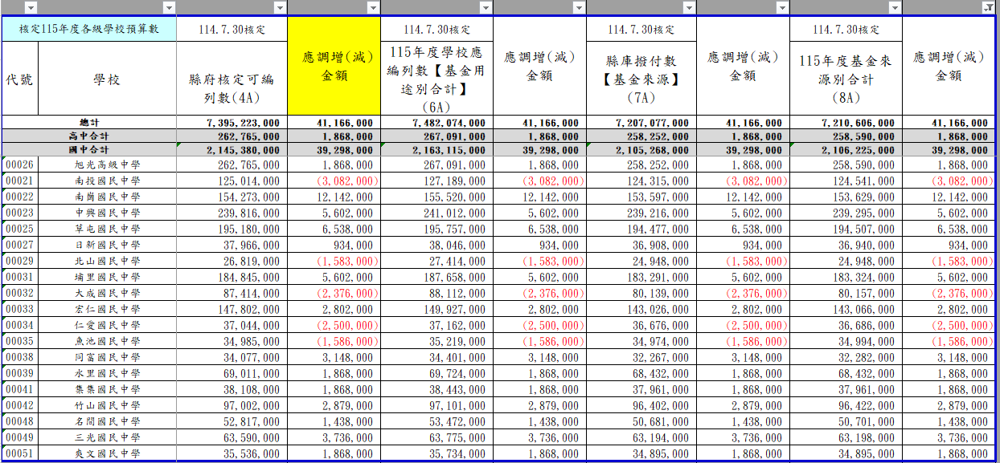 核定115年度各級學校預算數 114.7.30核定 應調增(減)金額 114.7.30核定 應調增(減)金額 114.7.30核定 應調增(減)金額 114.7.30核定 應調增(減)金額
代號 學校 縣府核定可編列數(4A) 115年度學校應編列數【基金用途別合計】(6A) 縣庫撥付數【基金來源】(7A) 115年度基金來源別合計(8A)
總計 7,395,223,000 41,166,000 7,482,074,000 41,166,000 7,207,077,000 41,166,000 7,210,606,000 41,166,000
高中合計 262,765,000 1,868,000 267,091,000 1,868,000 258,252,000 1,868,000 258,590,000 1,868,000
國中合計 2,145,380,000 39,298,000 2,163,115,000 39,298,000 2,105,268,000 39,298,000 2,106,225,000 39,298,000
00026 旭光高級中學 262,765,000 1,868,000 267,091,000 1,868,000 258,252,000 1,868,000 258,590,000 1,868,000
00021 南投國民中學 125,014,000 (3,082,000) 127,189,000 (3,082,000) 124,315,000 (3,082,000) 124,541,000 (3,082,000)
00022 南崗國民中學 154,273,000 12,142,000 155,520,000 12,142,000 153,597,000 12,142,000 153,629,000 12,142,000
00023 中興國民中學 239,816,000 5,602,000 241,012,000 5,602,000 239,216,000 5,602,000 239,295,000 5,602,000
00025 草屯國民中學 195,180,000 6,538,000 195,757,000 6,538,000 194,477,000 6,538,000 194,507,000 6,538,000
00027 日新國民中學 37,966,000 934,000 38,046,000 934,000 36,908,000 934,000 36,940,000 934,000
00029 北山國民中學 26,819,000 (1,583,000) 27,414,000 (1,583,000) 24,948,000 (1,583,000) 24,948,000 (1,583,000)
00031 埔里國民中學 184,845,000 5,602,000 187,658,000 5,602,000 183,291,000 5,602,000 183,324,000 5,602,000
00032 大成國民中學 87,414,000 (2,376,000) 88,112,000 (2,376,000) 80,139,000 (2,376,000) 80,157,000 (2,376,000)
00033 宏仁國民中學 147,802,000 2,802,000 149,927,000 2,802,000 143,026,000 2,802,000 143,066,000 2,802,000
00034 仁愛國民中學 37,044,000 (2,500,000) 37,162,000 (2,500,000) 36,676,000 (2,500,000) 36,686,000 (2,500,000)
00035 魚池國民中學 34,985,000 (1,586,000) 35,219,000 (1,586,000) 34,974,000 (1,586,000) 34,994,000 (1,586,000)
00038 同富國民中學 34,077,000 3,148,000 34,401,000 3,148,000 32,267,000 3,148,000 32,282,000 3,148,000
00039 水里國民中學 69,011,000 1,868,000 69,724,000 1,868,000 68,432,000 1,868,000 68,432,000 1,868,000
00041 集集國民中學 38,108,000 1,868,000 38,443,000 1,868,000 37,961,000 1,868,000 37,961,000 1,868,000
00042 竹山國民中學 97,002,000 2,879,000 97,101,000 2,879,000 96,402,000 2,879,000 96,422,000 2,879,000
00048 名間國民中學 52,817,000 1,438,000 53,472,000 1,438,000 50,681,000 1,438,000 50,701,000 1,438,000
00049 三光國民中學 63,590,000 3,736,000 63,775,000 3,736,000 63,194,000 3,736,000 63,198,000 3,736,000
00051 爽文國民中學 35,536,000 1,868,000 35,734,000 1,868,000 34,895,000 1,868,000 34,895,000 1,868,000